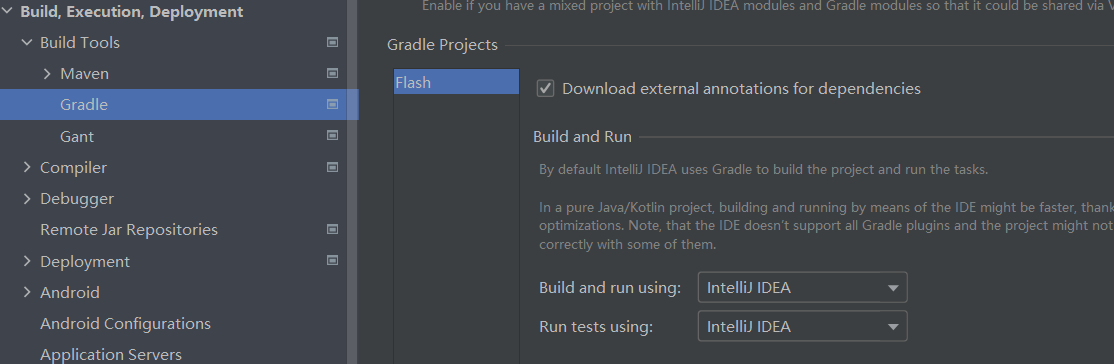 Build, Execution, Deployment
Build Tools
Maven
Gradle
Gant
Compiler
Debugger
Remote Jar Repositories
Deployment
Android
Android Configurations
Application Servers
Enable if you have a mixed project with IntelliJ IDEA modules and Gradle modules so that it could be shared via
Gradle Projects
Flash
Download external annotations for dependencies
Build and Run
By default IntelliJ IDEA uses Gradle to build the project and run the tasks.
In a pure Java/Kotlin project, building and running by means of the IDE might be faster, thank
optimizations. Note, that the IDE doesn't support all Gradle plugins and the project might not
correctly with some of them.
Build and run using: IntelliJ IDEA
Run tests using: IntelliJ IDEA